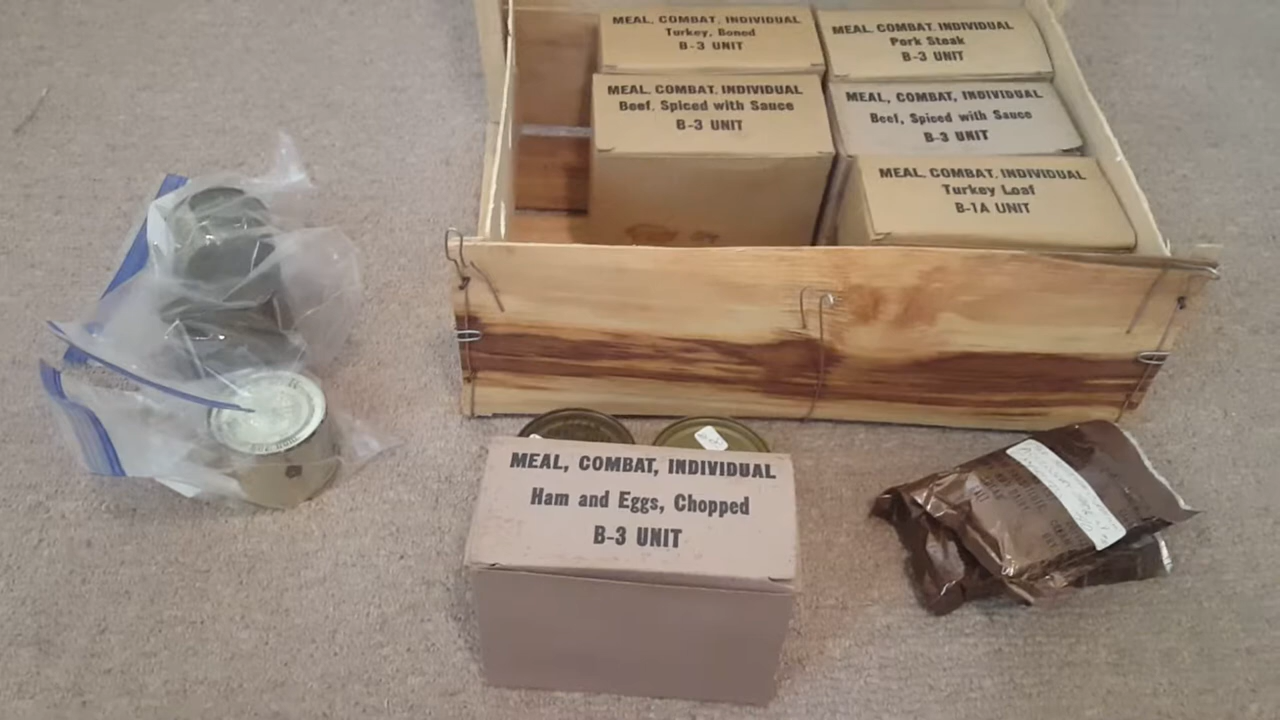 MEAL, COMBAT, INDIVIDUAL
Turkey, Boned
B-3 UNIT
MEAL, COMBAT, INDIVIDUAL
Pork Steak
B-3 UNIT
MEAL, COMBAT, INDIVIDUAL
Beef, Spiced with Sauce
B-3 UNIT
MEAL, COMBAT, INDIVIDUAL
Beef, Spiced with Sauce
B-3 UNIT
MEAL, COMBAT, INDIVIDUAL
Turkey Loaf
B-1A UNIT
MEAL, COMBAT, INDIVIDUAL
Ham and Eggs, Chopped
B-3 UNIT